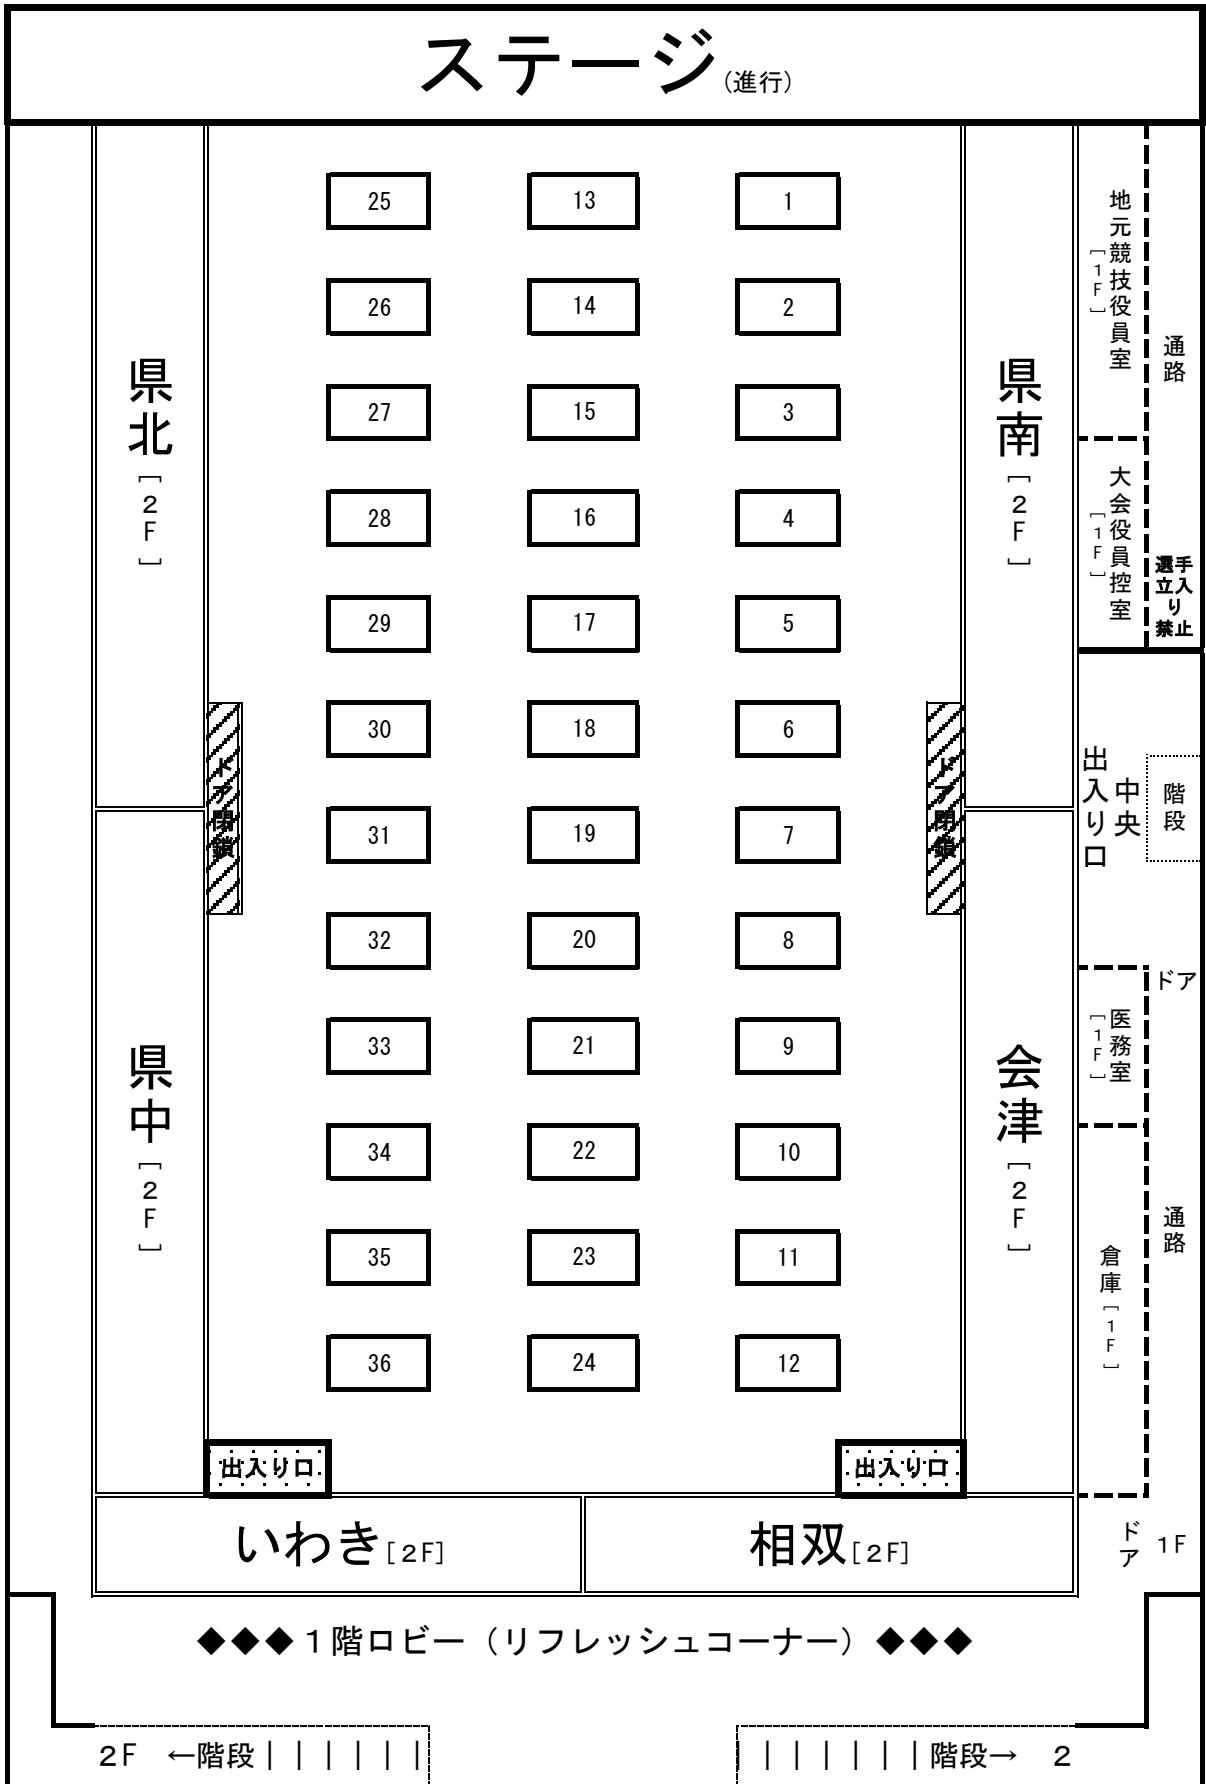 ステージ(進行)
25 13 1
26 14 2
27 15 3
28 16 4
29 17 5
30 18 6
31 19 7
32 20 8
33 21 9
34 22 10
35 23 11
36 24 12
県北[2F]
県中[2F]
県南[2F]
会津[2F]
ドア閉鎖
ドア閉鎖
地元競技役員室[1F]
大会役員控室[1F]
通路
選手
立入
り
禁止
中央
出入り口
階段
ドア
医務室[1F]
倉庫[1F]
通路
出入り口
出入り口
いわき[2F]
相双[2F]
ドア
1F
◆◆◆１階ロビー（リフレッシュコーナー）◆◆◆
2F ←階段｜｜｜｜｜｜
｜｜｜｜｜｜｜階段→ 2